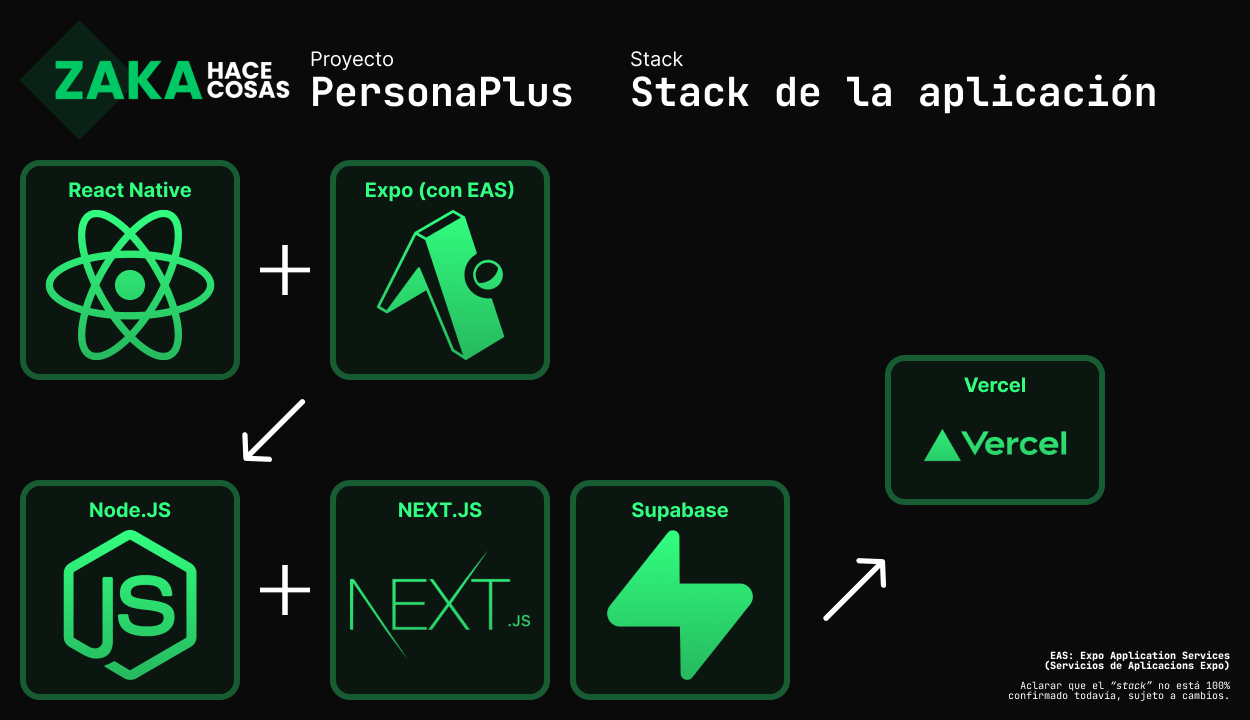 ZAKA
HACE
COSAS
Proyecto
PersonaPlus
Stack
Stack de la aplicación
React Native
Expo (con EAS)
Vercel
Vercel
Node.JS
JS
NEXT.JS
NEXT.JS
Supabase
EAS: Expo Application Services
(Servicios de Aplicacions Expo)
Aclarar que el “stack” no está 100%
confirmado todavía, sujeto a cambios.